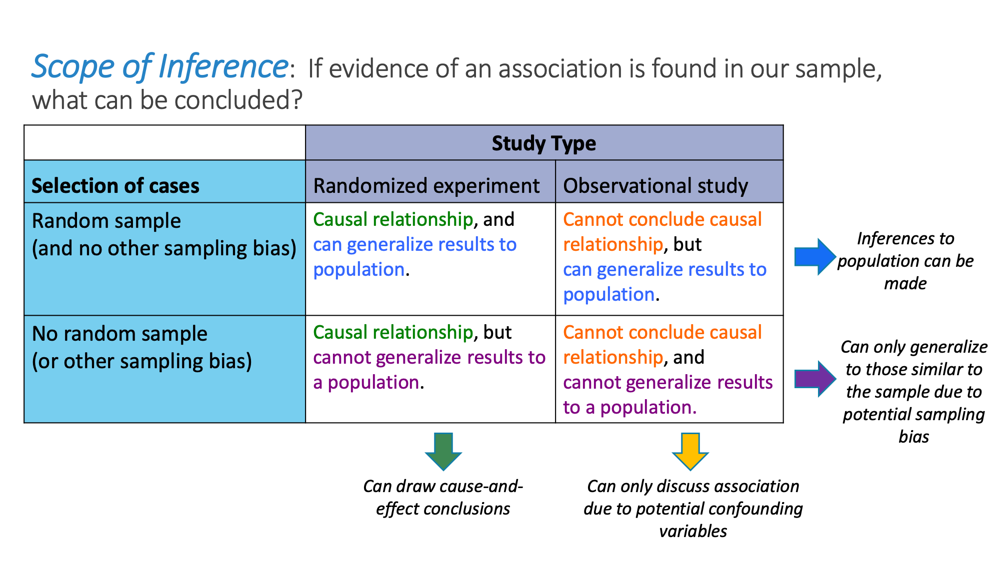 Scope of Inference: If evidence of an association is found in our sample,
what can be concluded?
Study Type
Selection of cases
Randomized experiment
Observational study
Random sample
(and no other sampling bias)
Causal relationship, and
can generalize results to
population.
Cannot conclude causal
relationship, but
can generalize results to
population.
Inferences to
population can be
made
No random sample
(or other sampling bias)
Causal relationship, but
cannot generalize results to
a population.
Cannot conclude causal
relationship, and
cannot generalize results
to a population.
Can only generalize
to those similar to
the sample due to
potential sampling
bias
Can draw cause-and-
effect conclusions
Can only discuss association
due to potential confounding
variables